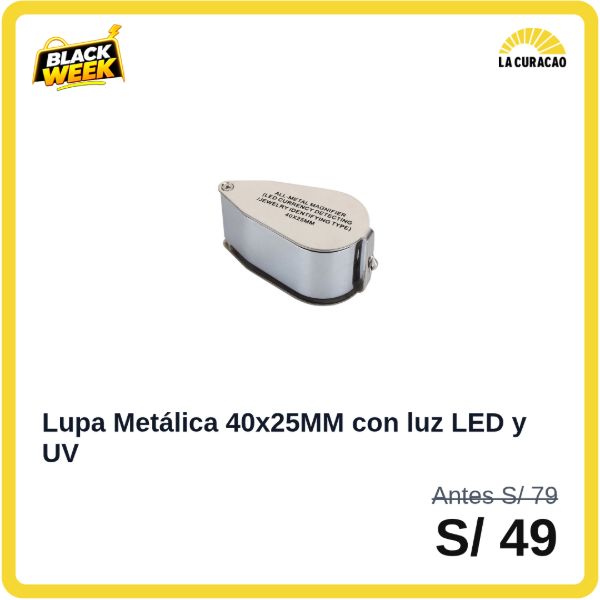 BLACK
WEEK
LA CURACAO
ALL-METAL MAGNIFIER
(LED CURRENCY DETECTING
/JEWELRY IDENTIFYING TYPE)
40X25MM
Lupa Metálica 40x25MM con luz LED y
UV
Antes S/ 79
S/ 49